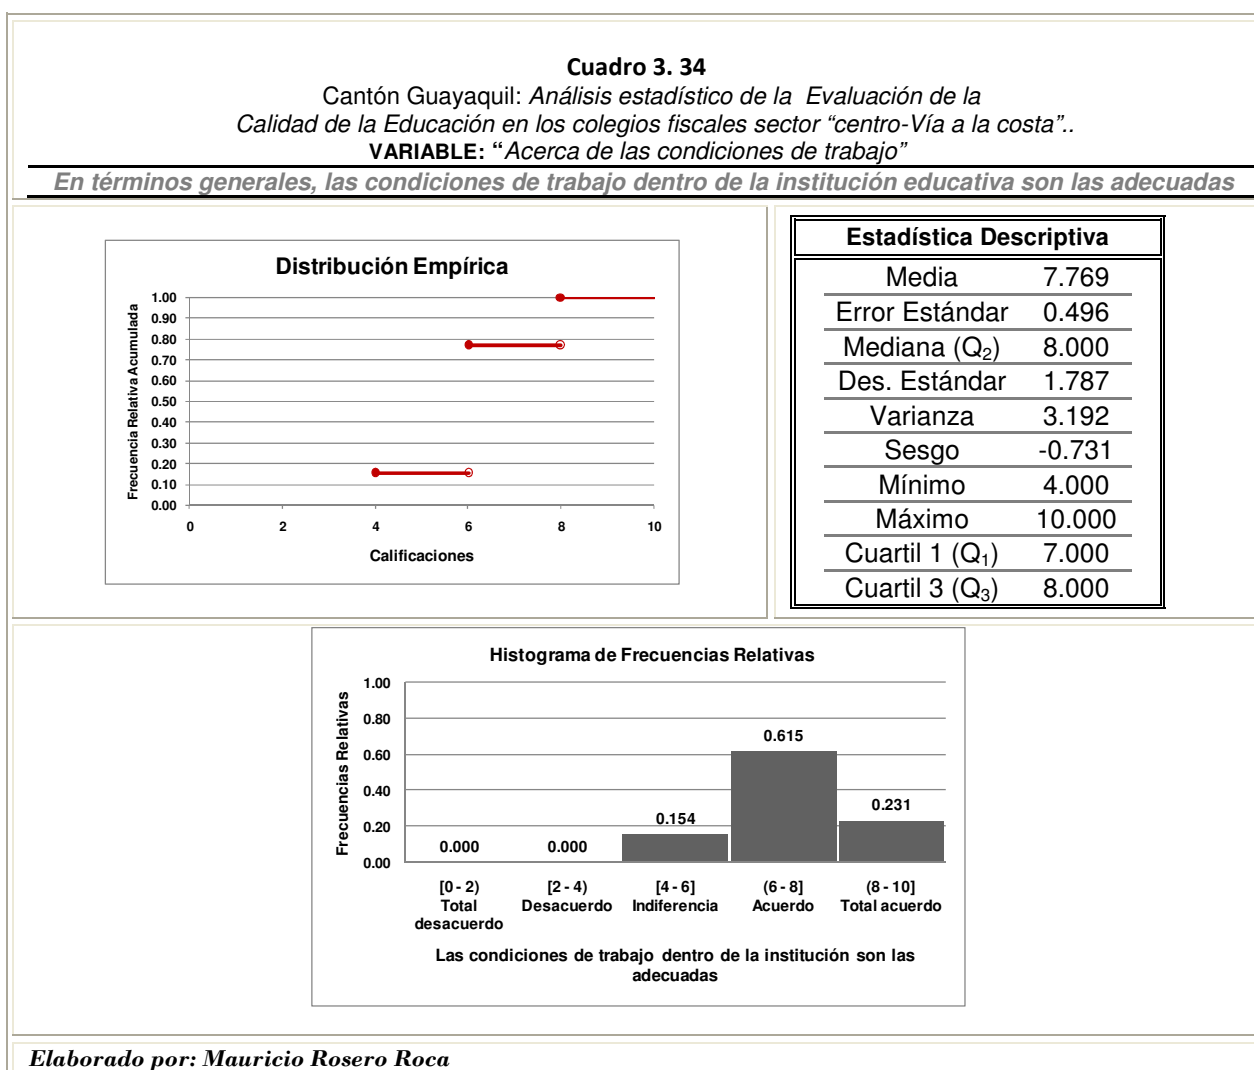 Cuadro 3. 34
Cantón Guayaquil: Análisis estadístico de la Evaluación de la
Calidad de la Educación en los colegios fiscales sector “centro-Vía a la costa”..
VARIABLE: “Acerca de las condiciones de trabajo”
En términos generales, las condiciones de trabajo dentro de la institución educativa son las adecuadas
Distribución Empírica
Frecuencia Relativa Acumulada
1.00
0.90
0.80
0.70
0.60
0.50
0.40
0.30
0.20
0.10
0.00
0 2 4 6 8 10
Calificaciones
Estadística Descriptiva
Media 7.769
Error Estándar 0.496
Mediana (Q₂) 8.000
Des. Estándar 1.787
Varianza 3.192
Sesgo -0.731
Mínimo 4.000
Máximo 10.000
Cuartil 1 (Q₁) 7.000
Cuartil 3 (Q₃) 8.000
Histograma de Frecuencias Relativas
Frecuencias Relativas
1.00
0.80
0.60
0.40
0.20
0.00
0.000 0.000 0.154 0.615 0.231
[0 - 2) [2 - 4) [4 - 6] (6 - 8] (8 - 10]
Total Desacuerdo Indiferencia Acuerdo Total acuerdo
desacuerdo
Las condiciones de trabajo dentro de la institución son las
adecuadas
Elaborado por: Mauricio Rosero Roca